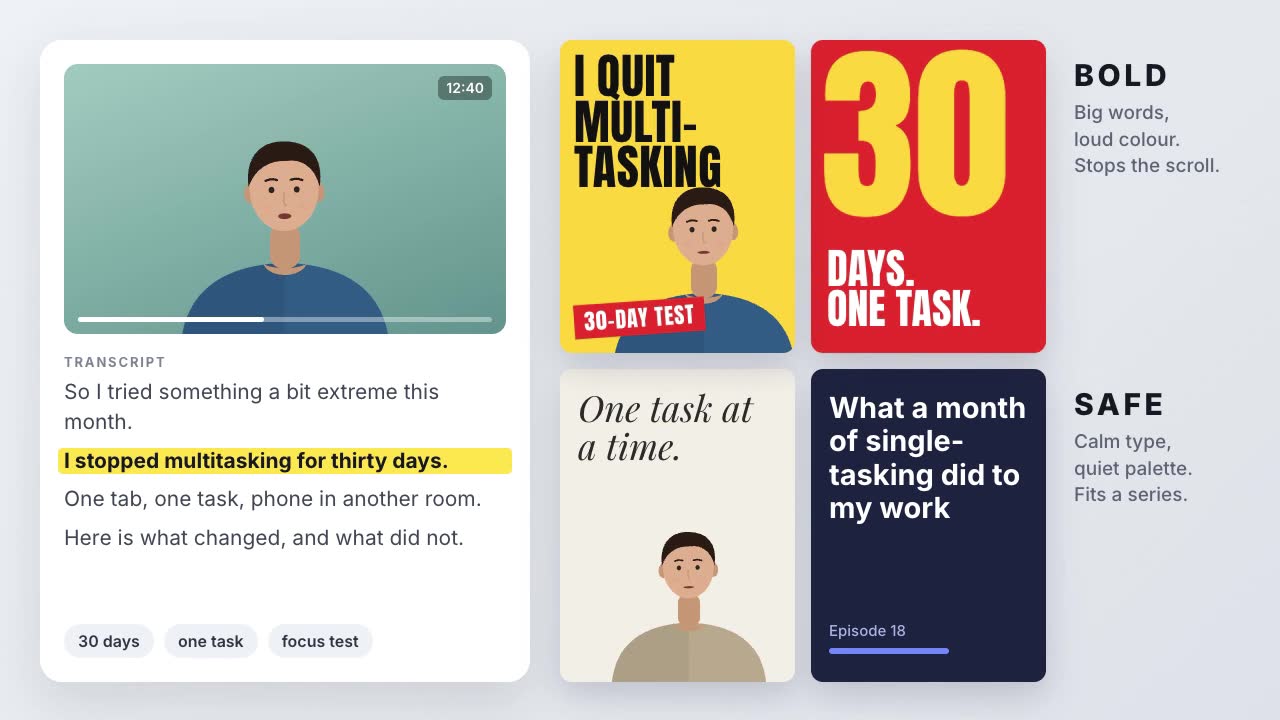 12:40
TRANSCRIPT
So I tried something a bit extreme this
month.
I stopped multitasking for thirty days.
One tab, one task, phone in another room.
Here is what changed, and what did not.
30 days
one task
focus test
I QUIT
MULTI-
TASKING
30-DAY TEST
30
DAYS.
ONE TASK.
BOLD
Big words,
loud colour.
Stops the scroll.
One task at
a time.
What a month
of single-
tasking did to
my work
Episode 18
SAFE
Calm type,
quiet palette.
Fits a series.